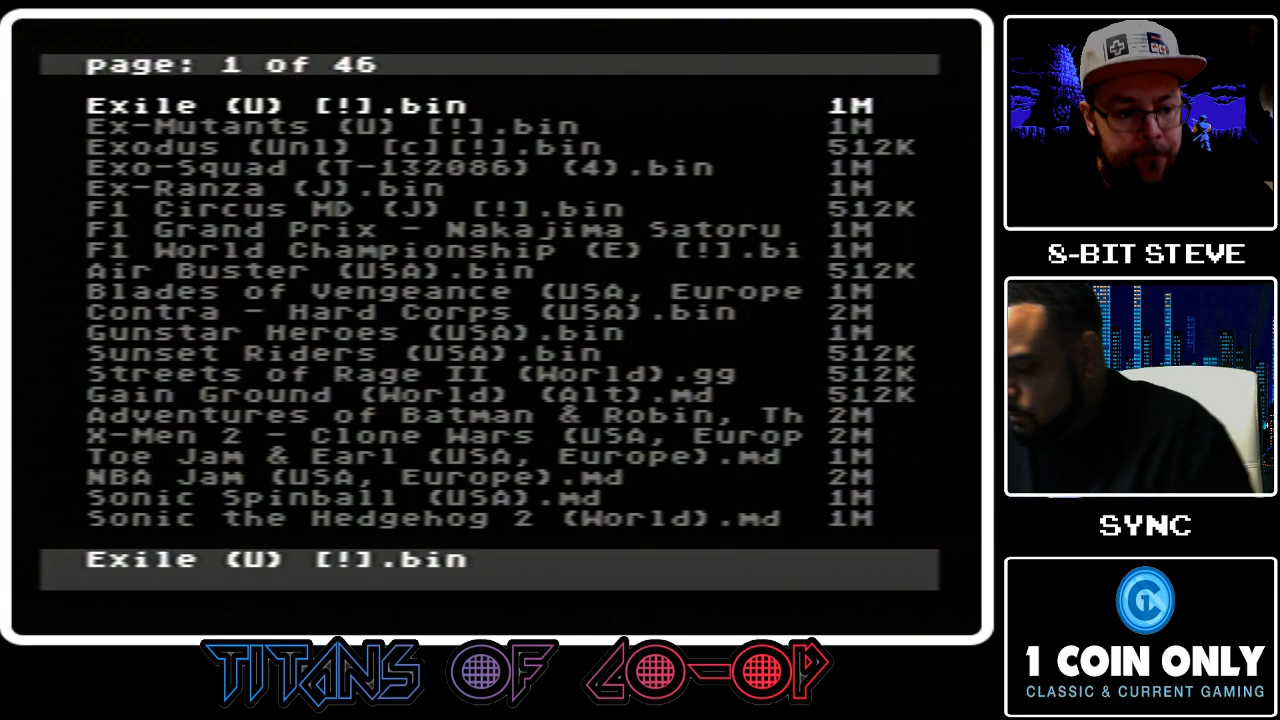 page: 1 of 46
Exile (U) [!].bin 1M
Ex-Mutants (U) [!].bin 1M
Exodus (Unl) [c][!].bin 512K
Exo-Squad (T-132086) (4).bin 1M
Ex-Ranza (J).bin 1M
F1 Circus MD (J) [!].bin 512K
F1 Grand Prix - Nakajima Satoru 1M
F1 World Championship (E) [!].bi 1M
Air Buster (USA).bin 512K
Blades of Vengeance (USA, Europe 1M
Contra - Hard Corps (USA).bin 2M
Gunstar Heroes (USA).bin 1M
Sunset Riders (USA).bin 512K
Streets of Rage II (World).gg 512K
Gain Ground (World) (Alt).md 512K
Adventures of Batman & Robin, Th 2M
X-Men 2 - Clone Wars (USA, Europ 2M
Toe Jam & Earl (USA, Europe).md 1M
NBA Jam (USA, Europe).md 2M
Sonic Spinball (USA).md 1M
Sonic the Hedgehog 2 (World).md 1M
Exile (U) [!].bin
TITANS OF CO-OP
8-BIT STEVE
SYNC
1 COIN ONLY
CLASSIC & CURRENT GAMING